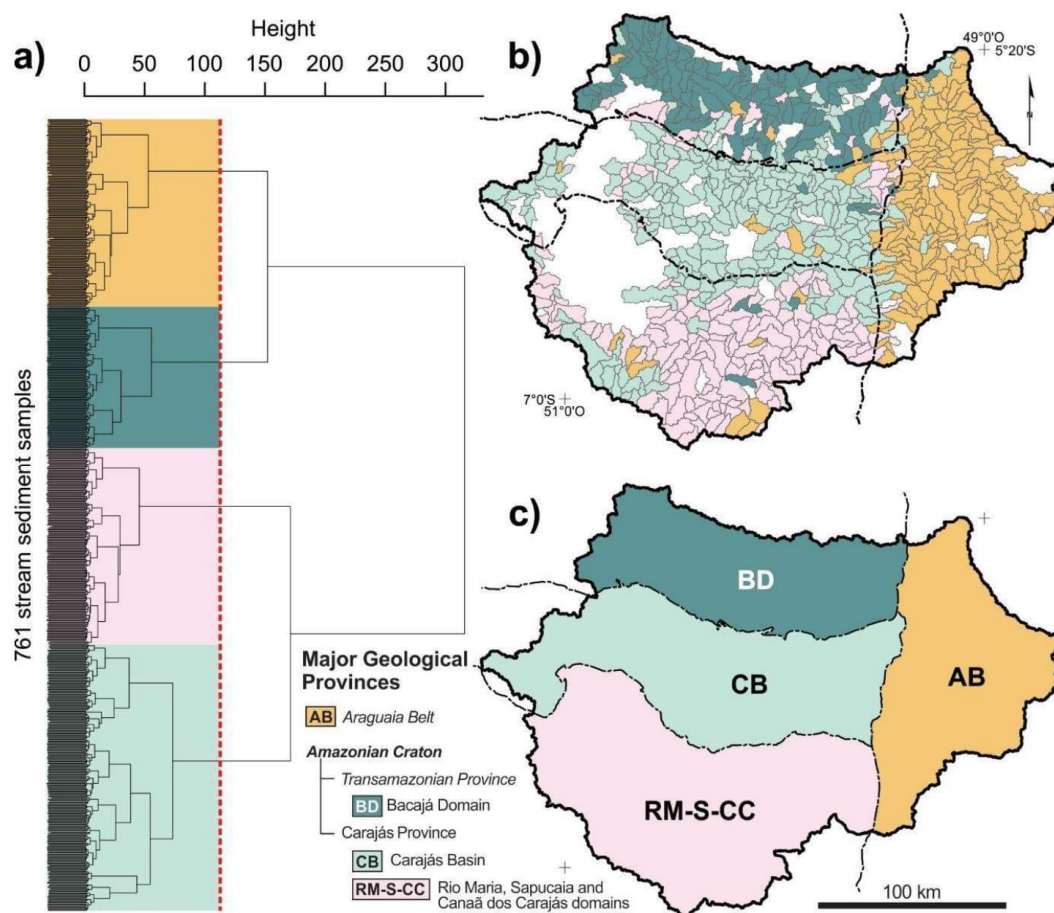 a)
Height
0 50 100 150 200 250 300
761 stream sediment samples
b)
49°0'O
5°20'S
N
7°0'S
51°0'O
c)
BD
CB
AB
RM-S-CC
100 km
Major Geological
Provinces
AB Araguaia Belt
Amazonian Craton
Transamazonian Province
BD Bacajá Domain
Carajás Province
CB Carajás Basin
RM-S-CC Rio Maria, Sapucaia and
Canaã dos Carajás domains